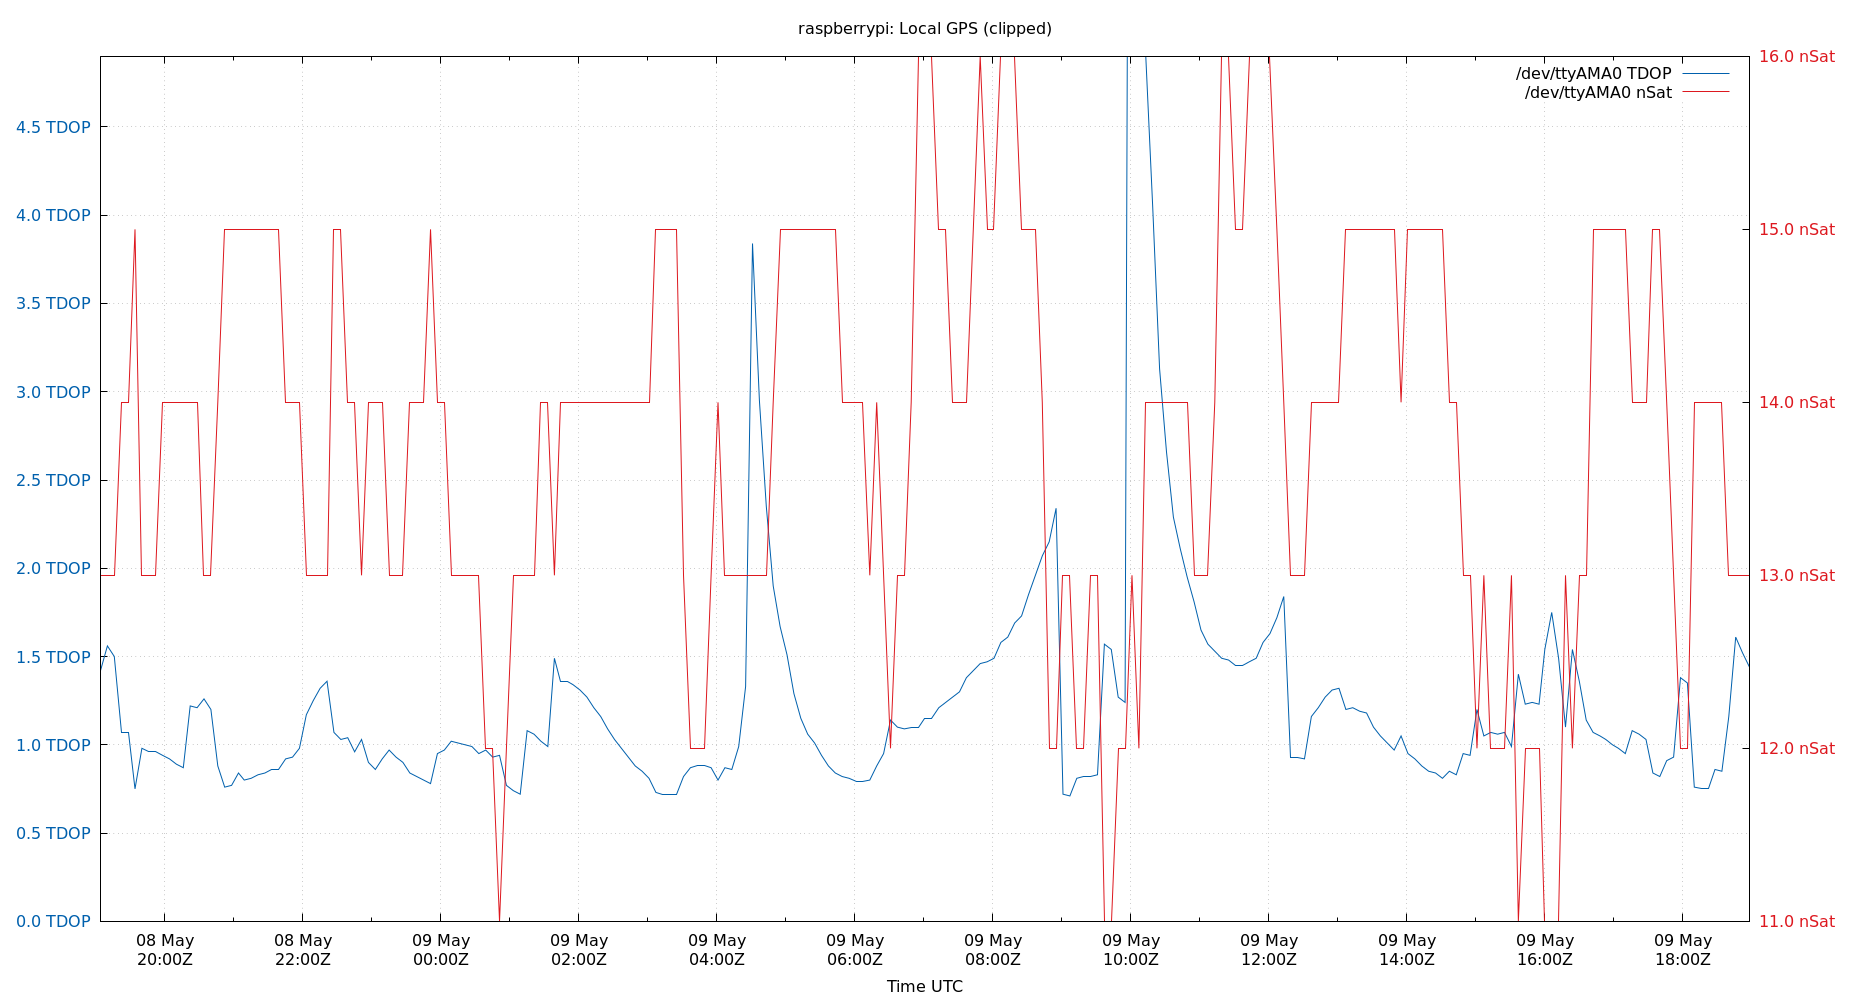 raspberrypi: Local GPS (clipped)
/dev/ttyAMA0 TDOP
/dev/ttyAMA0 nSat
4.5 TDOP
4.0 TDOP
3.5 TDOP
3.0 TDOP
2.5 TDOP
2.0 TDOP
1.5 TDOP
1.0 TDOP
0.5 TDOP
0.0 TDOP
16.0 nSat
15.0 nSat
14.0 nSat
13.0 nSat
12.0 nSat
11.0 nSat
08 May 08 May 09 May 09 May 09 May 09 May 09 May 09 May 09 May 09 May 09 May 09 May
20:00Z 22:00Z 00:00Z 02:00Z 04:00Z 06:00Z 08:00Z 10:00Z 12:00Z 14:00Z 16:00Z 18:00Z
Time UTC